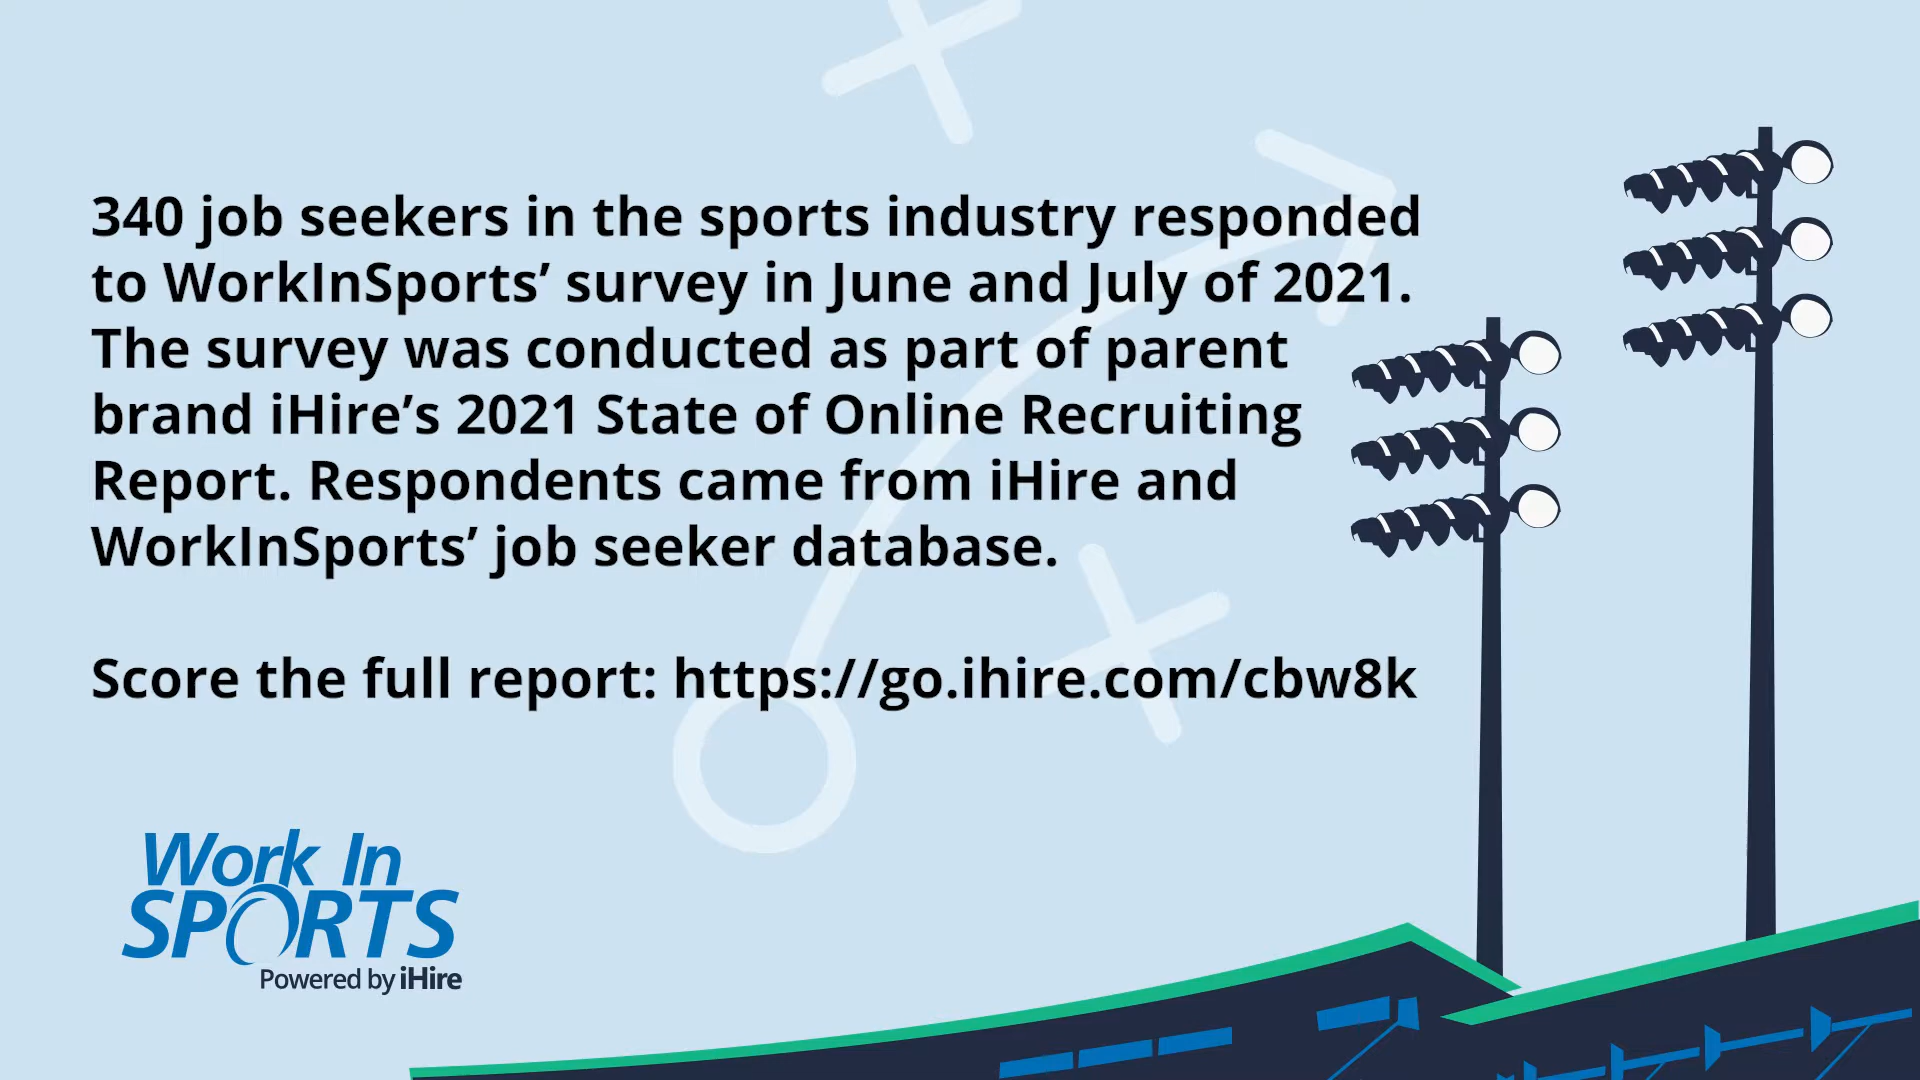 340 job seekers in the sports industry responded
to WorkInSports’ survey in June and July of 2021.
The survey was conducted as part of parent
brand iHire’s 2021 State of Online Recruiting
Report. Respondents came from iHire and
WorkInSports’ job seeker database.
Score the full report: https://go.ihire.com/cbw8k
Work In
SPORTS
Powered by iHire